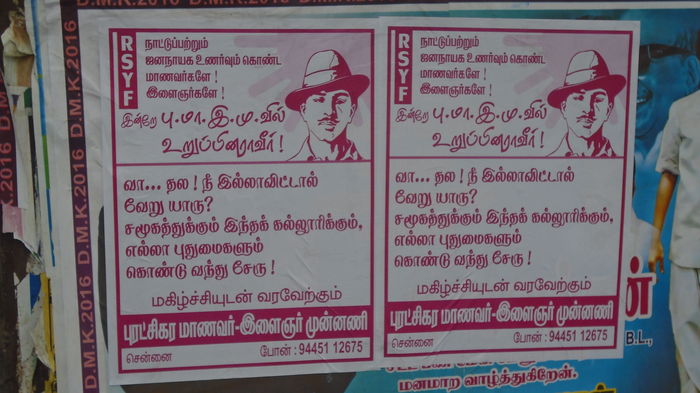 D.M.K.2016
D.M.K.2016
RSYF
நாட்டுப்பற்றும்
ஜனநாயக உணர்வும் கொண்ட
மாணவர்களே !
இளைஞர்களே !
இன்றே பு.மா.இ.மு.வில்
உறுப்பினராவீர் !
வா... தல ! நீ இல்லாவிட்டால்
வேறு யாரு?
சமூகத்துக்கும் இந்தக் கல்லூரிக்கும்,
எல்லா புதுமைகளும்
கொண்டு வந்து சேரு !
மகிழ்ச்சியுடன் வரவேற்கும்
புரட்சிகர மாணவர்-இளைஞர் முன்னணி
சென்னை போன் : 94451 12675
RSYF
நாட்டுப்பற்றும்
ஜனநாயக உணர்வும் கொண்ட
மாணவர்களே !
இளைஞர்களே !
இன்றே பு.மா.இ.மு.வில்
உறுப்பினராவீர் !
வா... தல ! நீ இல்லாவிட்டால்
வேறு யாரு?
சமூகத்துக்கும் இந்தக் கல்லூரிக்கும்,
எல்லா புதுமைகளும்
கொண்டு வந்து சேரு !
மகிழ்ச்சியுடன் வரவேற்கும்
புரட்சிகர மாணவர்-இளைஞர் முன்னணி
சென்னை போன் : 94451 12675
B.L.,
மனமார வாழ்த்துகிறேன்.